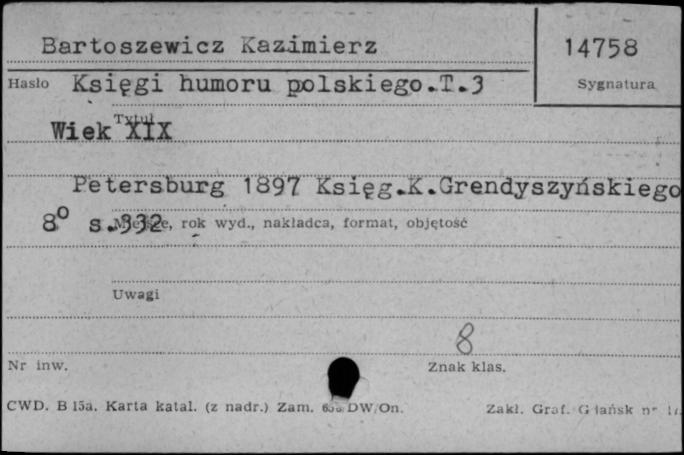 Bartoszewicz Kazimierz
14758
Hasło Księgi humoru polskiego.T.3
Sygnatura
Tytuł
Wiek XIX
Petersburg 1897 Księg.K.Grendyszyńskiego
8° s.332
Miejsce, rok wyd., nakładca, format, objętość
Uwagi
8
Nr inw.
Znak klas.
CWD. B 15a. Karta katal. (z nadr.) Zam. DW/On.
Zakł. Graf. Gdańsk nr